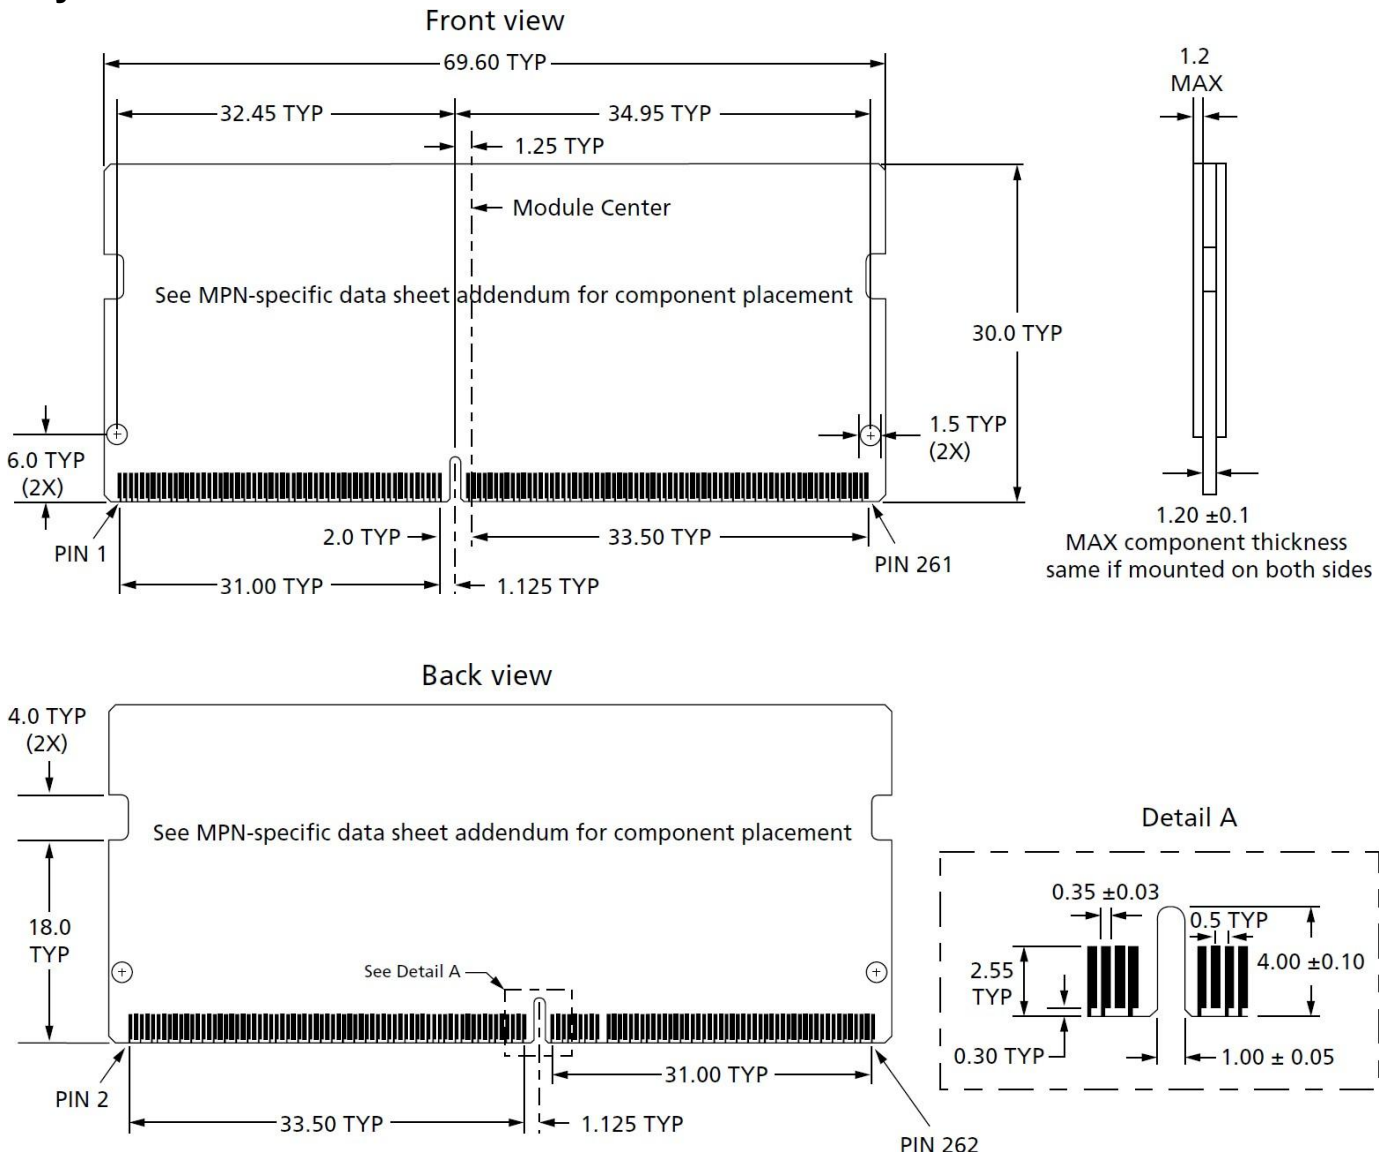 Front view
69.60 TYP
32.45 TYP
34.95 TYP
1.25 TYP
Module Center
See MPN-specific data sheet addendum for component placement
30.0 TYP
1.5 TYP
(2X)
6.0 TYP
(2X)
PIN 1
2.0 TYP
33.50 TYP
PIN 261
31.00 TYP
1.125 TYP
1.2
MAX
1.20 ±0.1
MAX component thickness
same if mounted on both sides
Back view
4.0 TYP
(2X)
See MPN-specific data sheet addendum for component placement
18.0
TYP
See Detail A
PIN 2
31.00 TYP
33.50 TYP
1.125 TYP
PIN 262
Detail A
0.35 ±0.03
0.5 TYP
2.55
TYP
4.00 ±0.10
0.30 TYP
1.00 ± 0.05